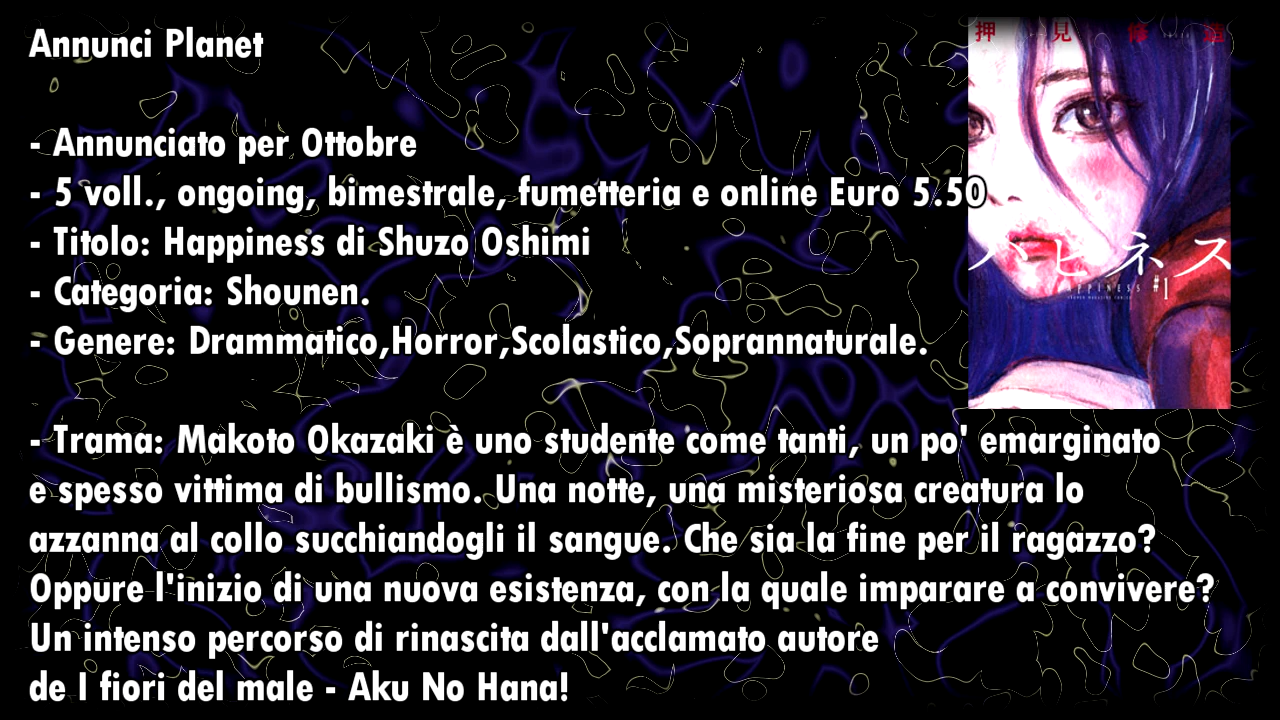 Annunci Planet
- Annunciato per Ottobre
- 5 voll., ongoing, bimestrale, fumetteria e online Euro 5.50
- Titolo: Happiness di Shuzo Oshimi
- Categoria: Shounen.
- Genere: Drammatico,Horror,Scolastico,Soprannaturale.
押見修造
ハピネス
HAPPINESS #1
- Trama: Makoto Okazaki è uno studente come tanti, un po' emarginato
e spesso vittima di bullismo. Una notte, una misteriosa creatura lo
azzanna al collo succhiandogli il sangue. Che sia la fine per il ragazzo?
Oppure l'inizio di una nuova esistenza, con la quale imparare a convivere?
Un intenso percorso di rinascita dall'acclamato autore
de I fiori del male - Aku No Hana!